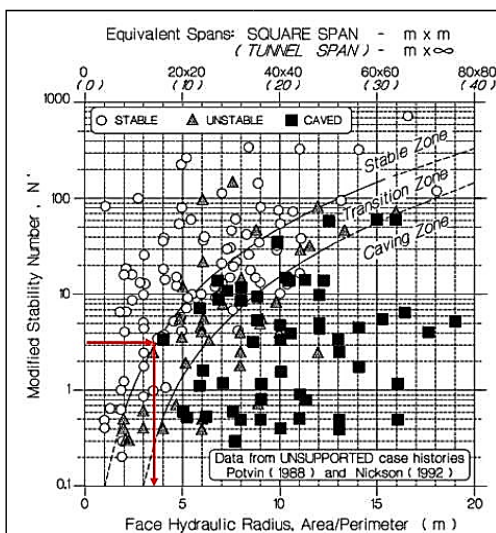 Equivalent Spans: SQUARE SPAN - m x m
(TUNNEL SPAN) - m x ∞
0 20x20 40x40 60x60 80x80
(0) (10) (20) (30) (40)
1000
○ STABLE ▲ UNSTABLE ■ CAVED
Stable Zone
Transition Zone
Caving Zone
100
10
1
0.1
Modified Stability Number, N'
Data from UNSUPPORTED case histories
Potvin (1988) and Nickson (1992)
0 5 10 15 20
Face Hydraulic Radius, Area/Perimeter (m)